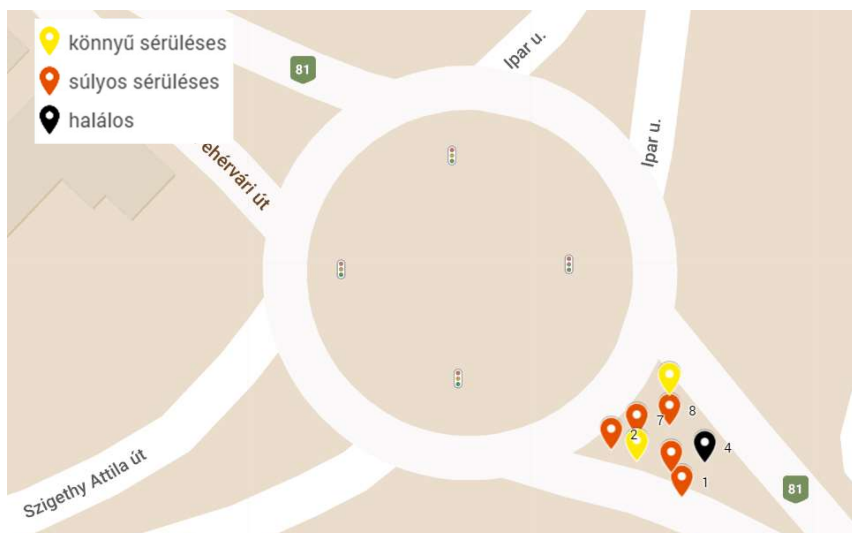 könnyű sérüléses
súlyos sérüléses
halálos
81
Ipar u.
Ipar u.
ehérvári út
8
7
2
4
1
Szigethy Attila út
81